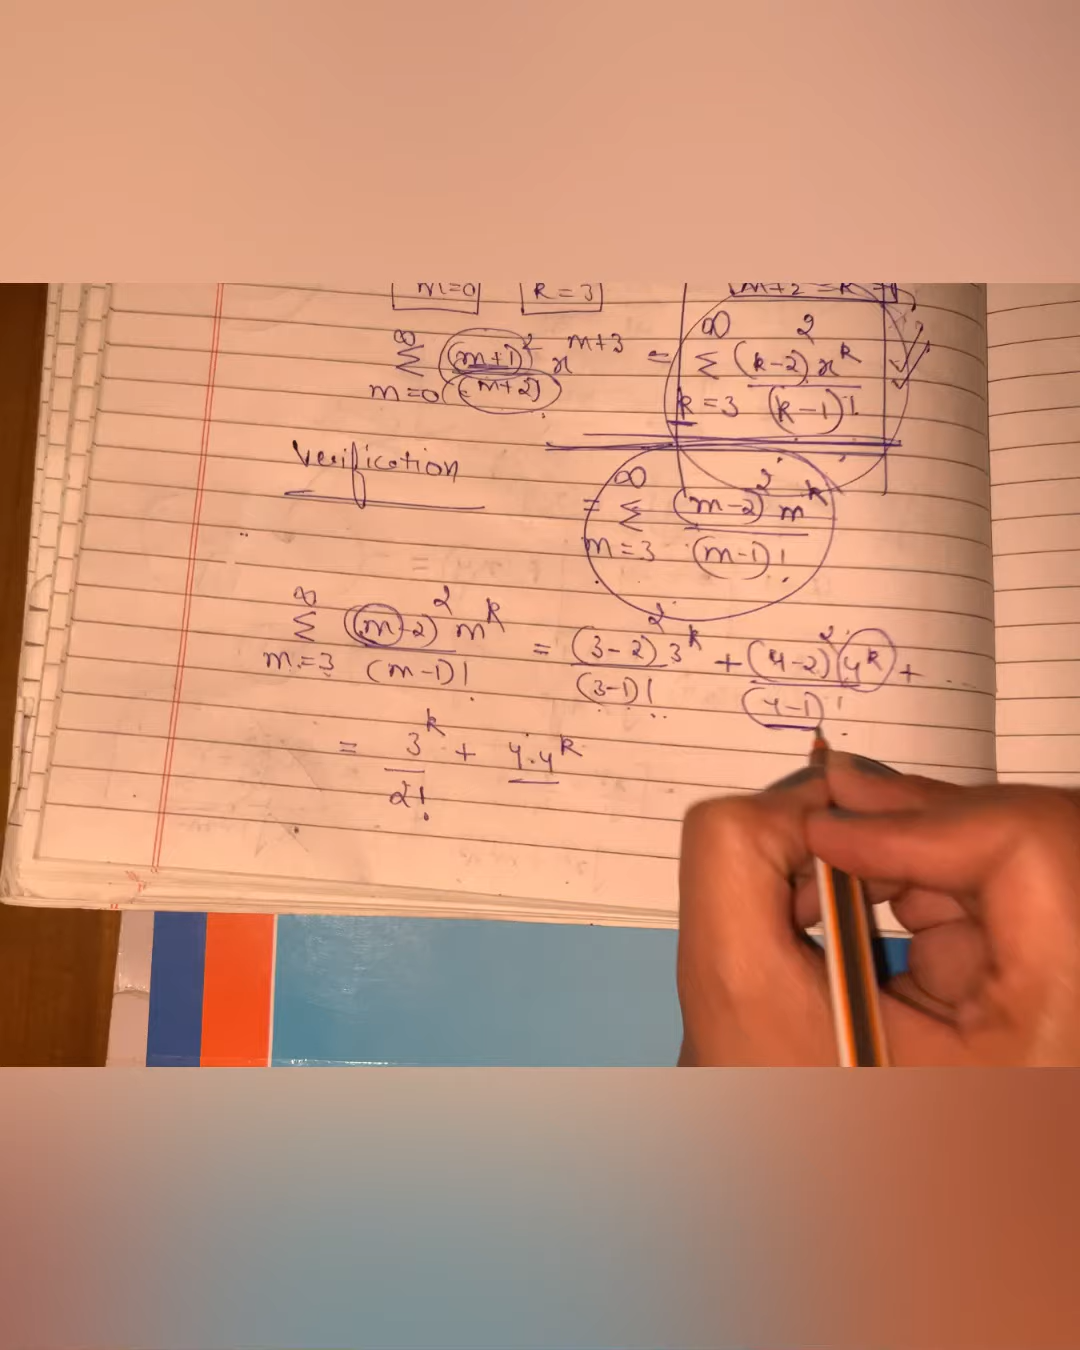 m=0 k=3 m+2=k+1
∞ Σ m=0 (m+1)² x^(m+3) / (m+2) = ∞ Σ k=3 (k-2)² x^k / (k-1)!
Verification
= ∞ Σ m=3 (m-2)² m^k / (m-1)!
∞ Σ m=3 (m-2)² m^k / (m-1)! = (3-2)² 3^k / (3-1)! + (4-2)² 4^k / (4-1)! + ...
= 3^k / 2! + 4.4^k